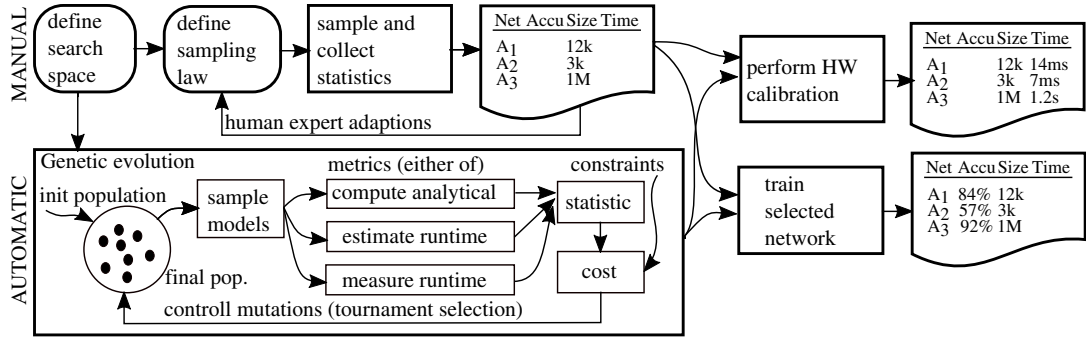 MANUAL
define
search
space
define
sampling
law
sample and
collect
statistics
Net Accu Size Time
A1 12k
A2 3k
A3 1M
human expert adaptions
perform HW
calibration
Net Accu Size Time
A1 12k 14ms
A2 3k 7ms
A3 1M 1.2s
AUTOMATIC
Genetic evolution
init population
final pop.
sample
models
metrics (either of)
compute analytical
estimate runtime
measure runtime
constraints
statistic
cost
controll mutations (tournament selection)
train
selected
network
Net Accu Size Time
A1 84% 12k
A2 57% 3k
A3 92% 1M